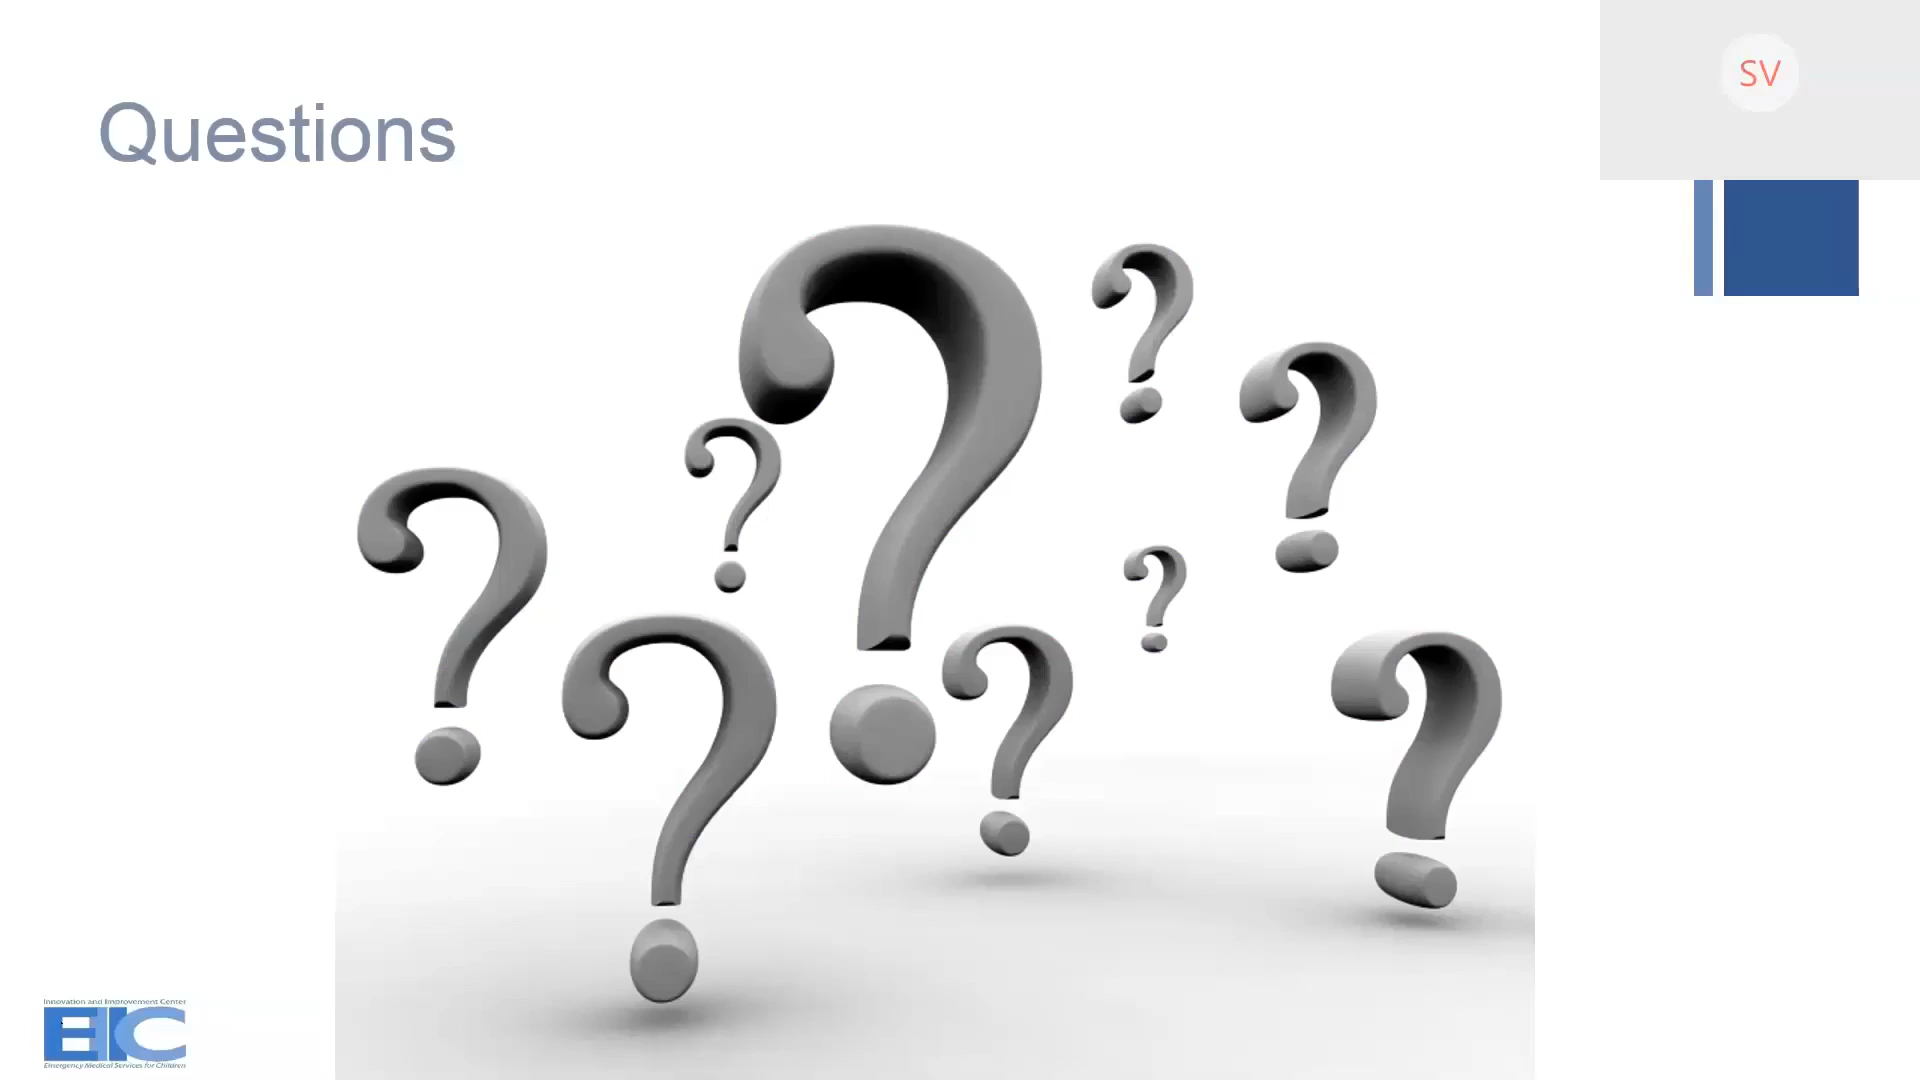 SV
Questions
Innovation and Improvement Center
EIIC
Emergency Medical Services for Children